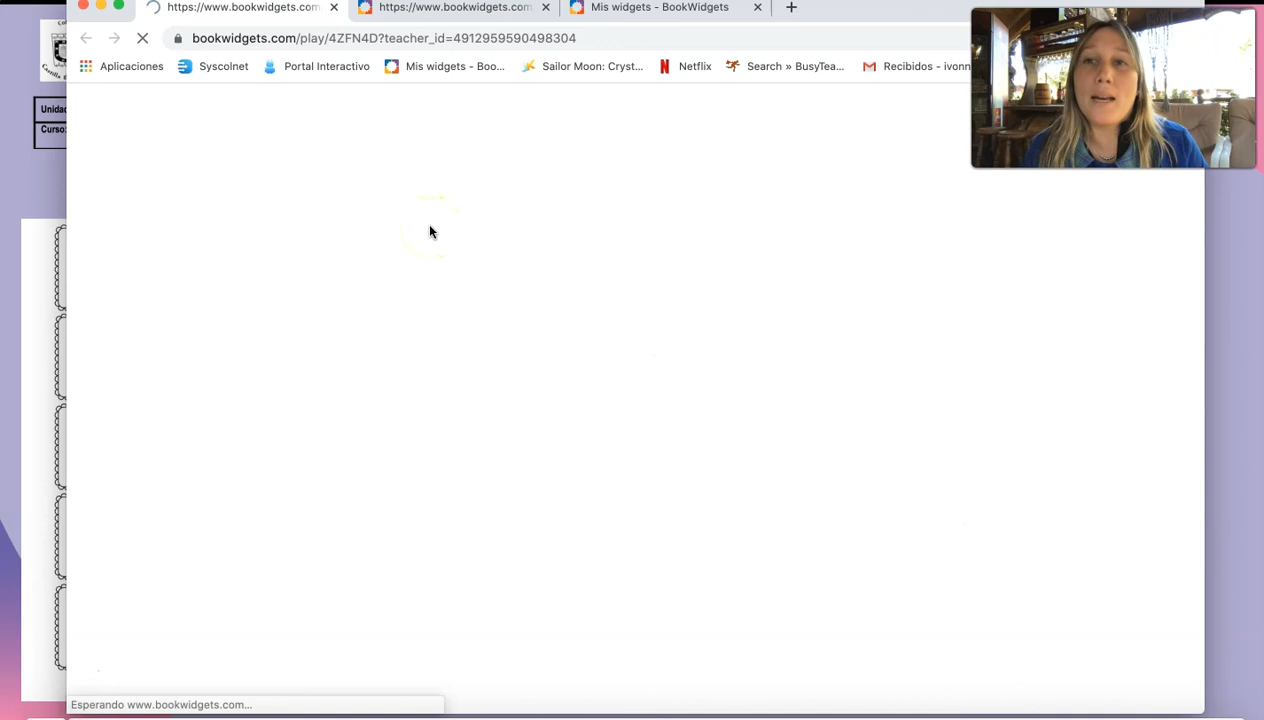 https://www.bookwidgets.com
https://www.bookwidgets.com
Mis widgets - BookWidgets
bookwidgets.com/play/4ZFN4D?teacher_id=4912959590498304
Aplicaciones
Syscolnet
Portal Interactivo
Mis widgets - Boo...
Sailor Moon: Cryst...
Netflix
Search » BusyTea...
Recibidos - ivonn
Unidad
Curso:
Esperando www.bookwidgets.com...